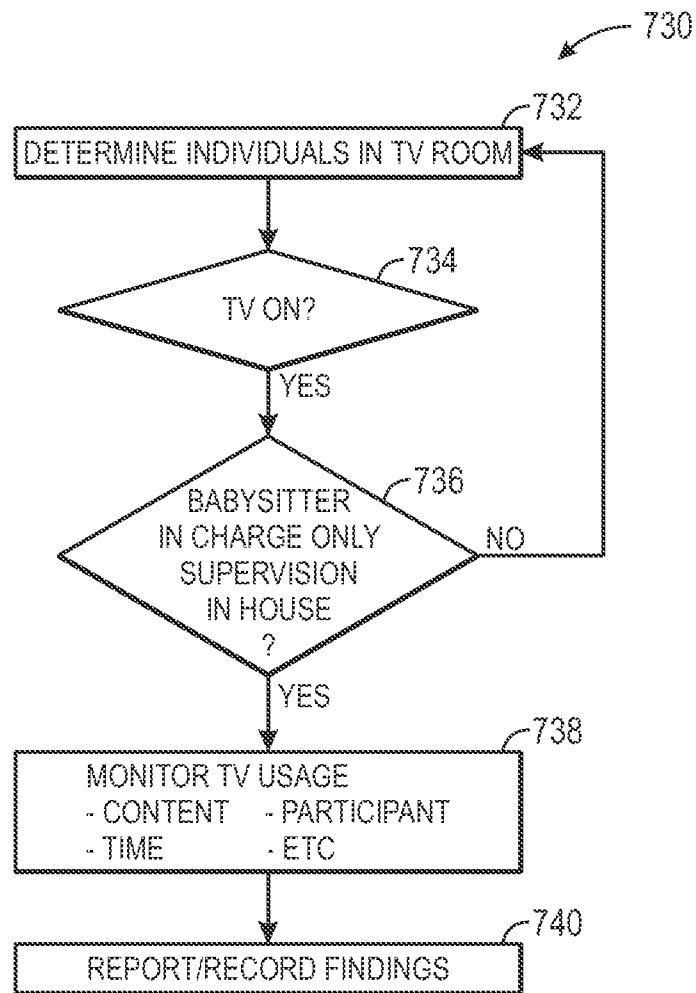 730
732
DETERMINE INDIVIDUALS IN TV ROOM
734
TV ON?
YES
736
BABYSITTER
IN CHARGE ONLY
SUPERVISION
IN HOUSE
?
NO
YES
738
MONITOR TV USAGE
- CONTENT - PARTICIPANT
- TIME - ETC
740
REPORT/RECORD FINDINGS